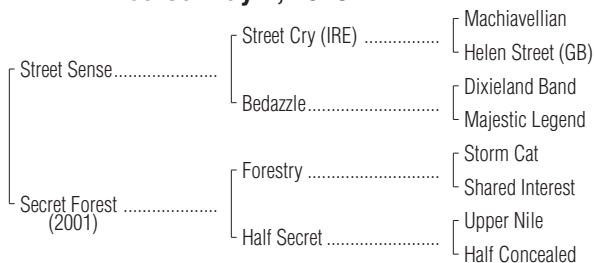 Machiavellian
Street Cry (IRE) ....................
Helen Street (GB)
Street Sense............................
Dixieland Band
Bedazzle...................................
Majestic Legend
Storm Cat
Forestry ...................................
Shared Interest
Secret Forest .........................
(2001)
Upper Nile
Half Secret ..............................
Half Concealed